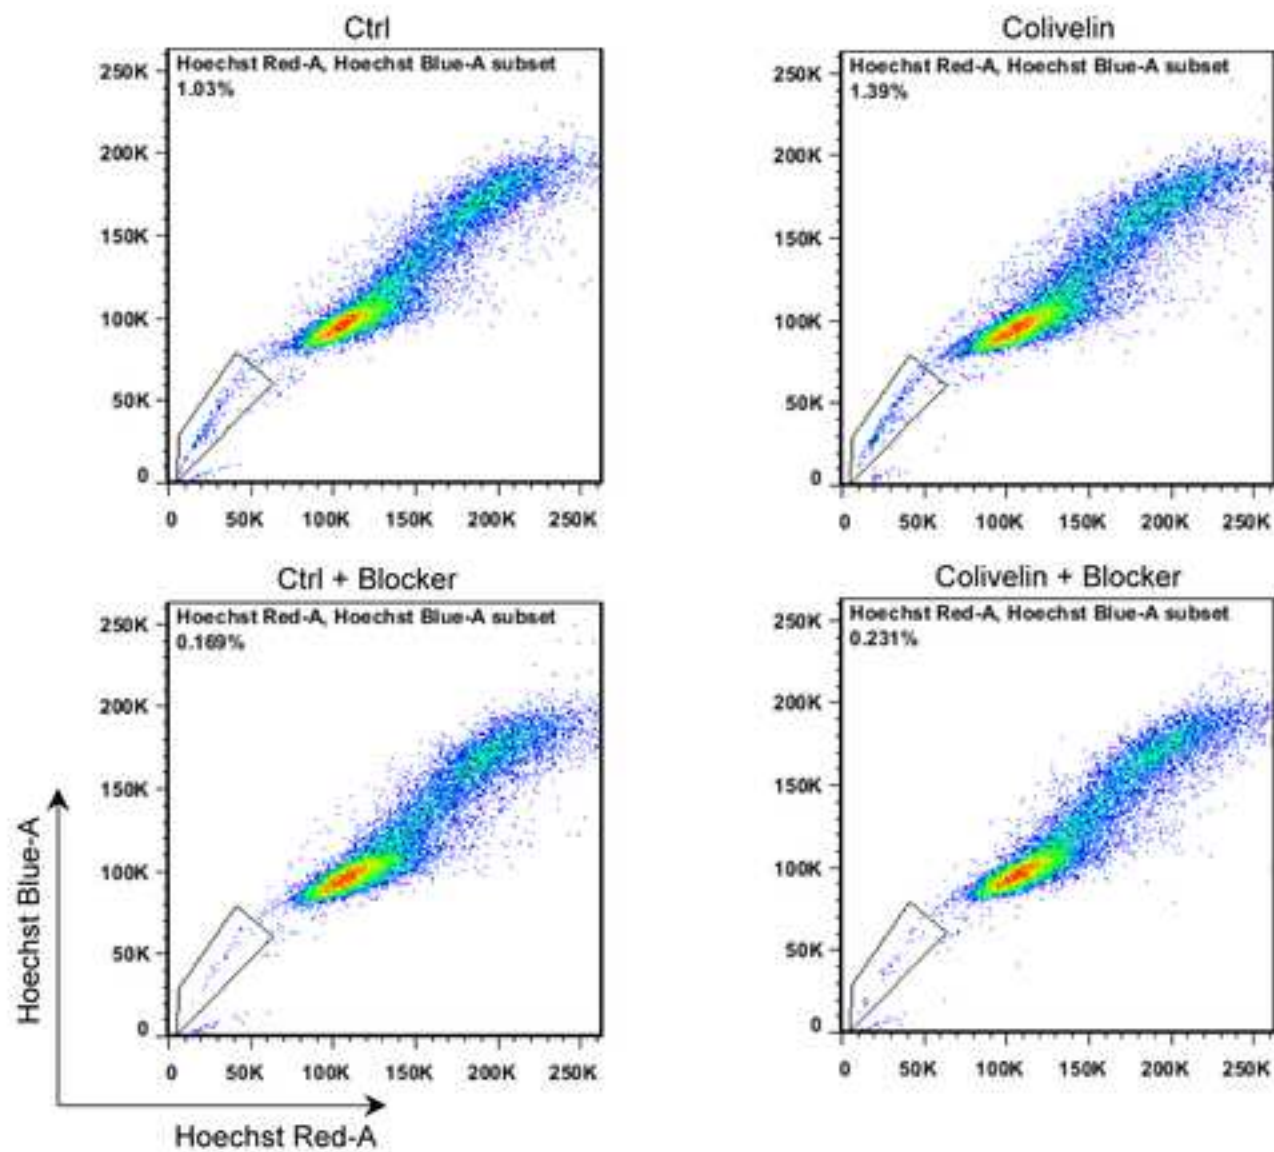 Ctrl
Hoechst Red-A, Hoechst Blue-A subset
1.03%
250K
200K
150K
100K
50K
0
0 50K 100K 150K 200K 250K
Colivelin
Hoechst Red-A, Hoechst Blue-A subset
1.39%
250K
200K
150K
100K
50K
0
0 50K 100K 150K 200K 250K
Ctrl + Blocker
Hoechst Red-A, Hoechst Blue-A subset
0.169%
250K
200K
150K
100K
50K
0
0 50K 100K 150K 200K 250K
Colivelin + Blocker
Hoechst Red-A, Hoechst Blue-A subset
0.231%
250K
200K
150K
100K
50K
0
0 50K 100K 150K 200K 250K
Hoechst Blue-A
Hoechst Red-A